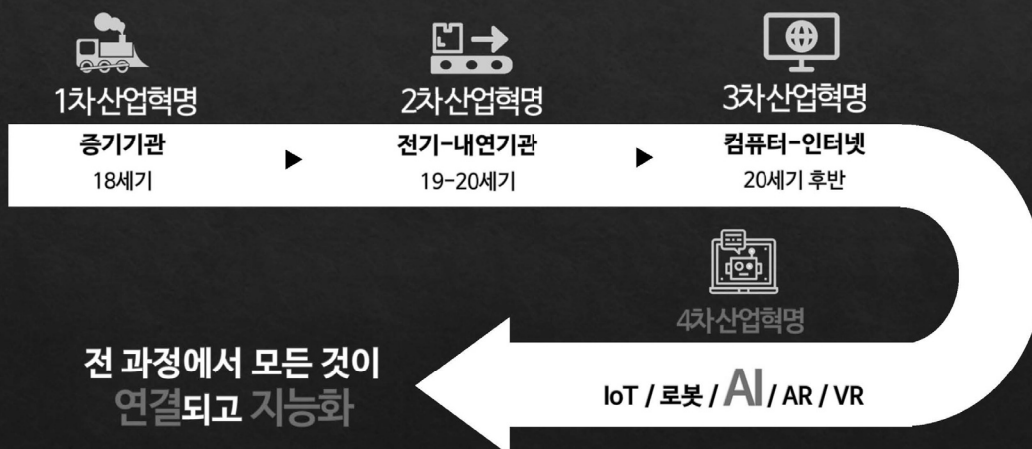 1차산업혁명
증기기관
18세기
▶
2차산업혁명
전기-내연기관
19-20세기
▶
3차산업혁명
컴퓨터-인터넷
20세기 후반
4차산업혁명
IoT / 로봇 / AI / AR / VR
전 과정에서 모든 것이
연결되고 지능화